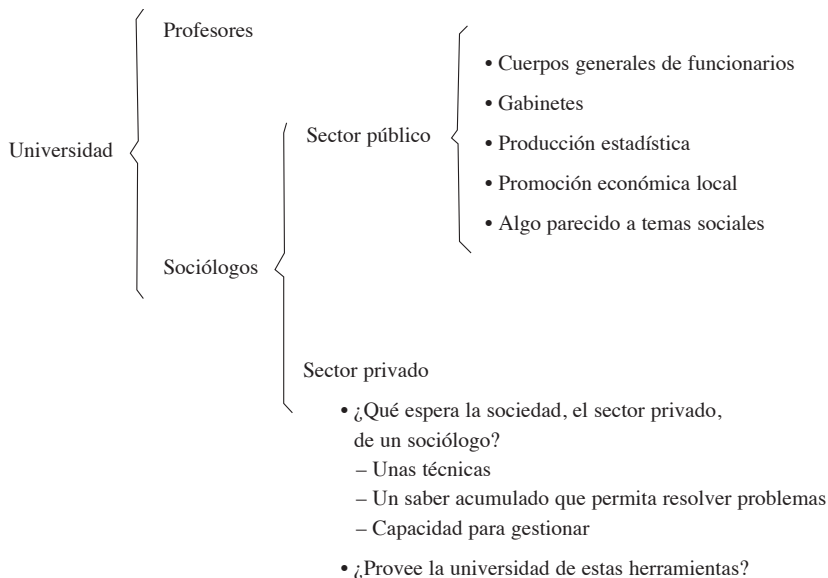 Profesores
Universidad
Sociólogos
Sector público
• Cuerpos generales de funcionarios
• Gabinetes
• Producción estadística
• Promoción económica local
• Algo parecido a temas sociales
Sector privado
• ¿Qué espera la sociedad, el sector privado,
de un sociólogo?
– Unas técnicas
– Un saber acumulado que permita resolver problemas
– Capacidad para gestionar
• ¿Provee la universidad de estas herramientas?